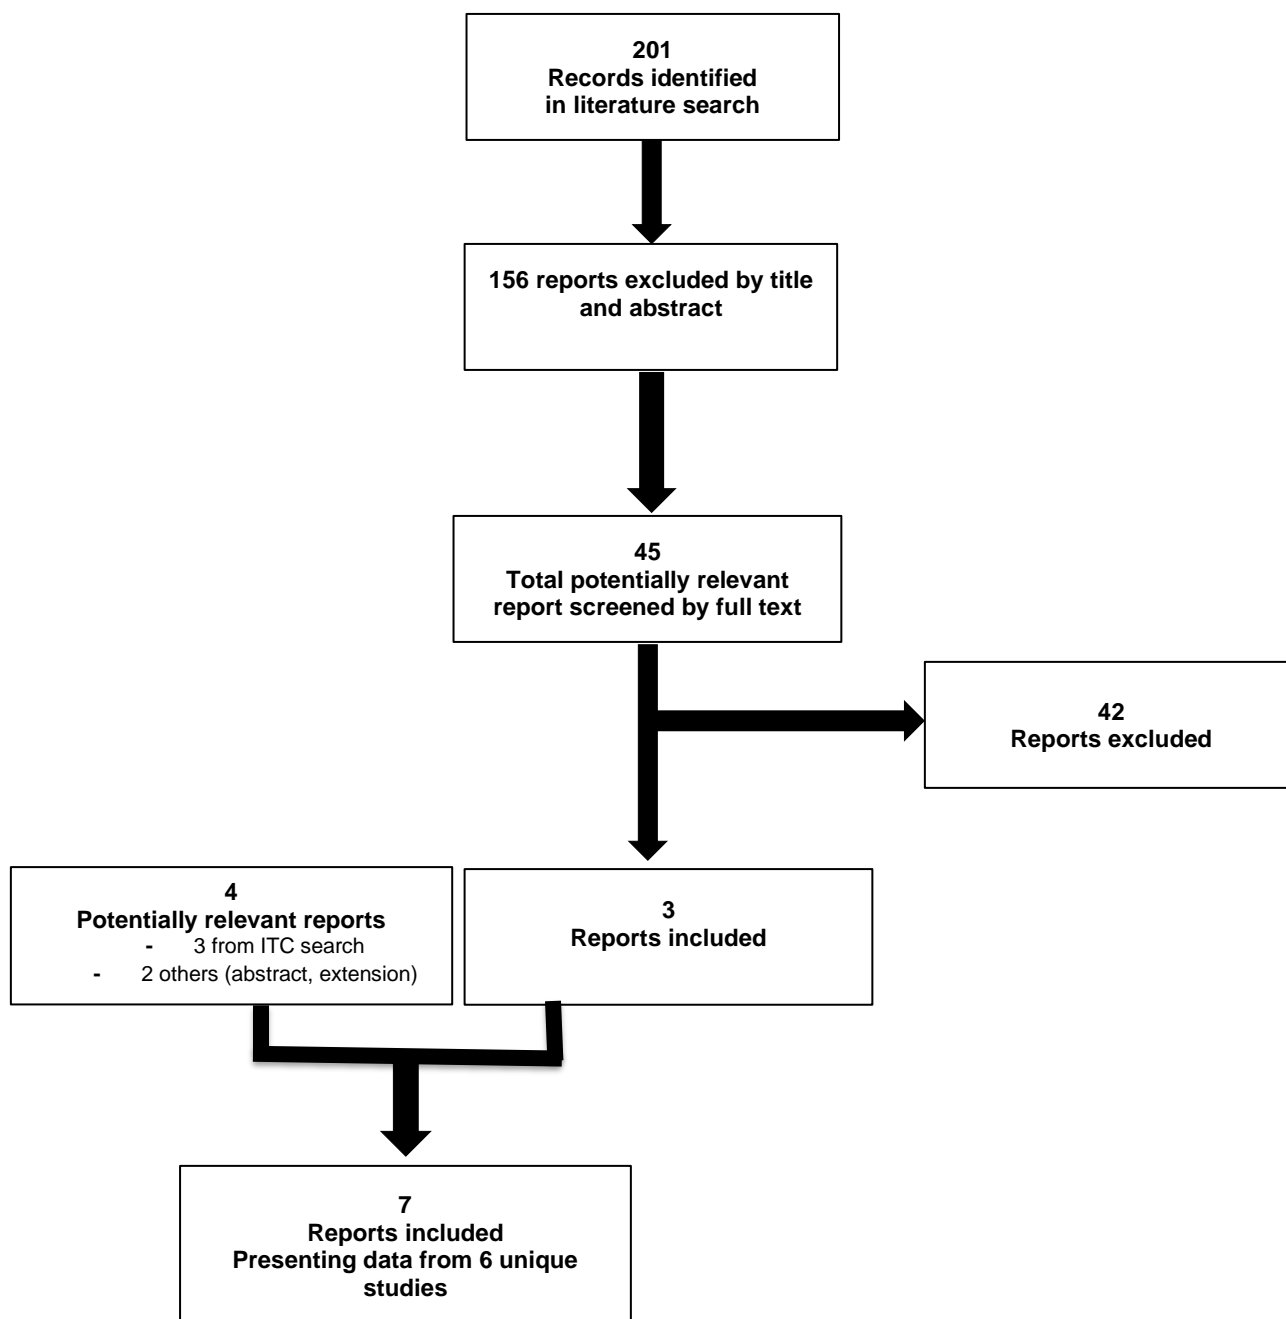 201
Records identified
in literature search
156 reports excluded by title
and abstract
45
Total potentially relevant
report screened by full text
42
Reports excluded
4
Potentially relevant reports
- 3 from ITC search
- 2 others (abstract, extension)
3
Reports included
7
Reports included
Presenting data from 6 unique
studies